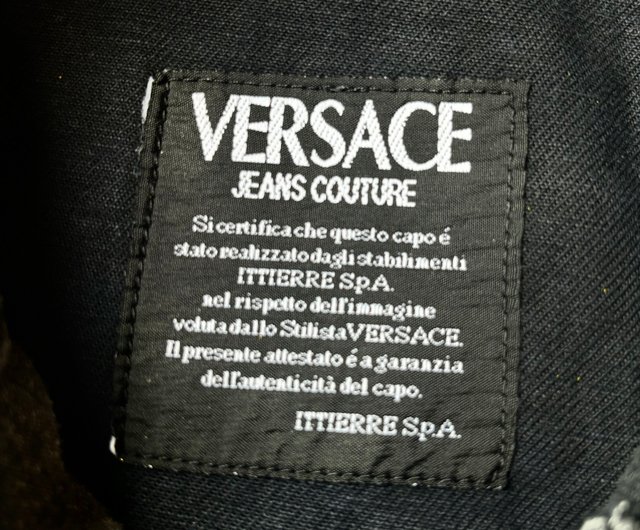 VERSACE
JEANS COUTURE
Si certifica che questo capo é
stato realizzato dagli stabilimenti
ITTIERRE S.p.A.
nel rispetto dell'immagine
voluta dallo Stilista VERSACE.
Il presente attestato é a garanzia
dell'autenticità del capo.
ITTIERRE S.p.A.